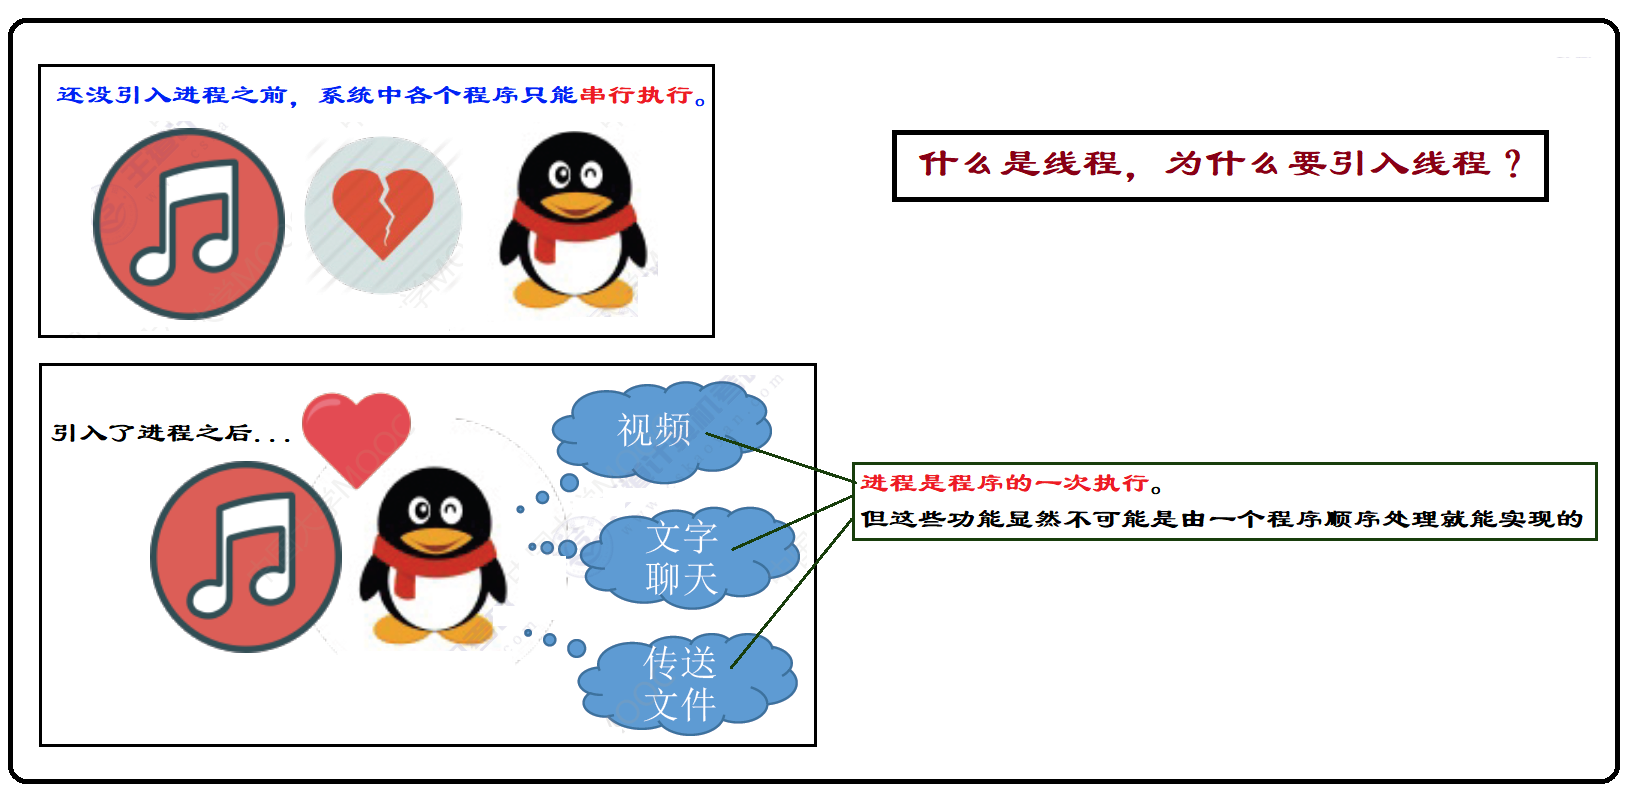 还没引入进程之前，系统中各个程序只能串行执行。
什么是线程，为什么要引入线程？
引入了进程之后...
视频
文字
聊天
传送
文件
进程是程序的一次执行。
但这些功能显然不可能是由一个程序顺序处理就能实现的